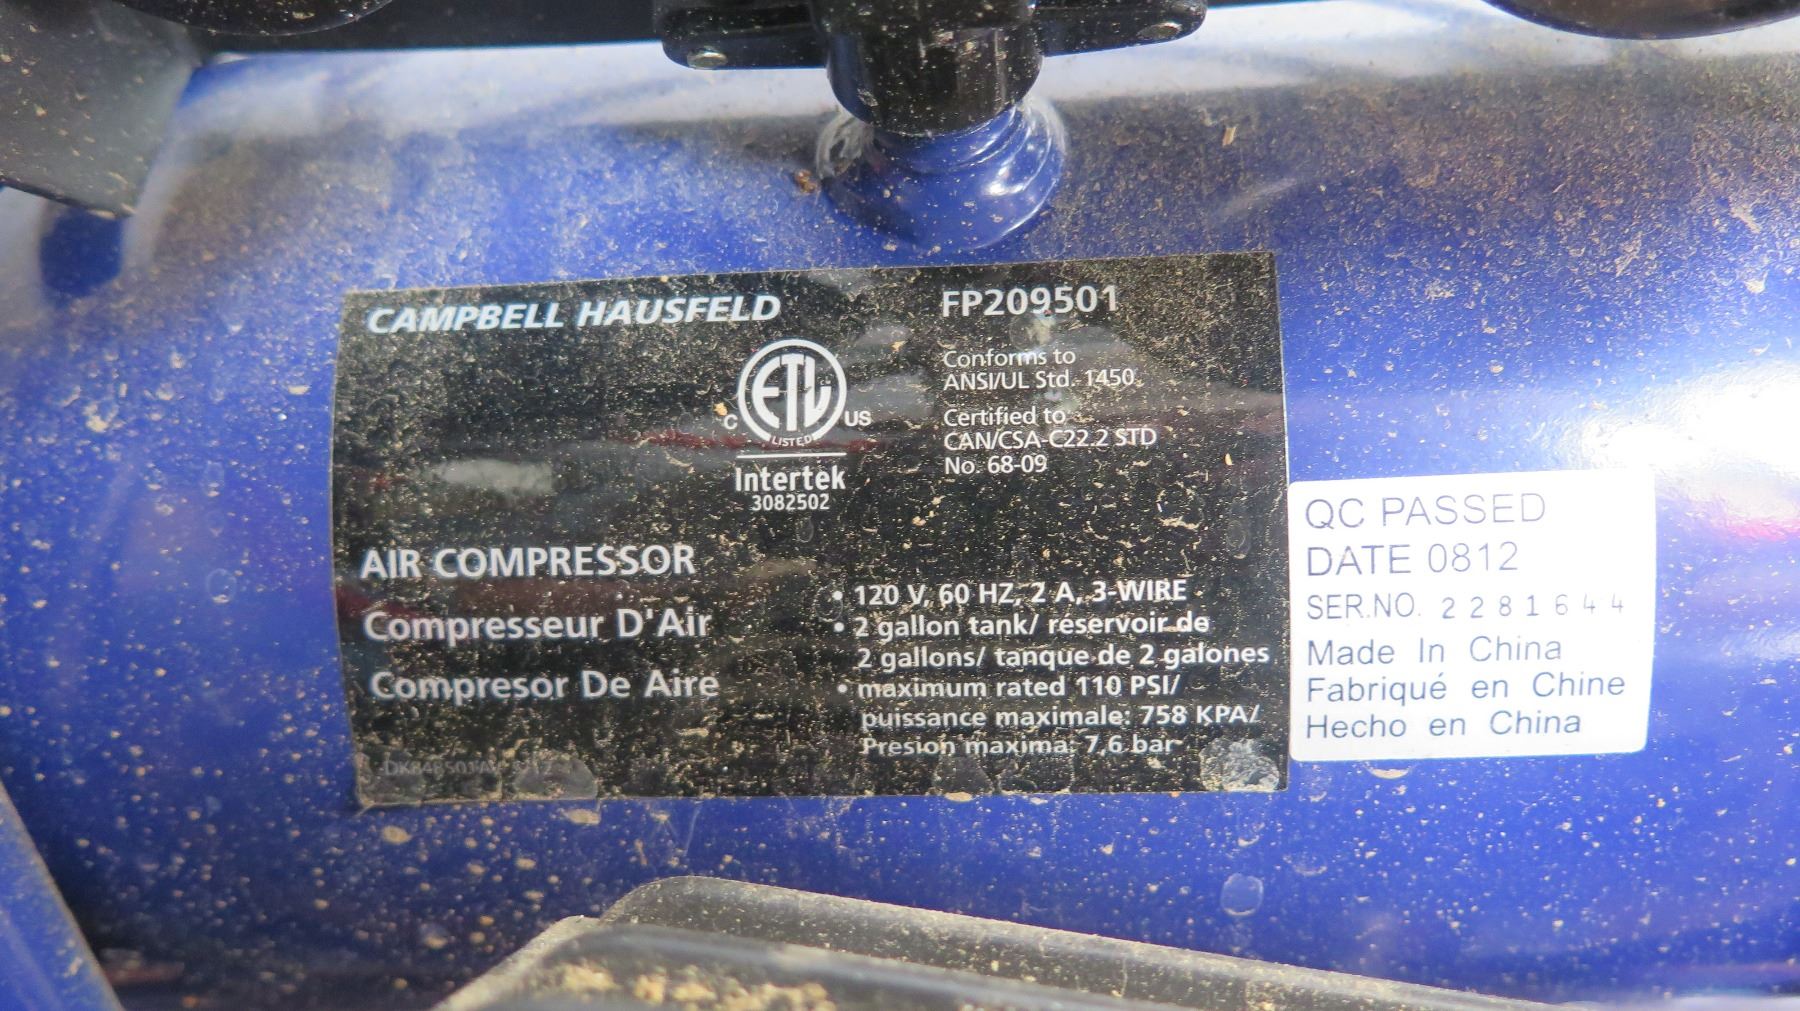 CAMPBELL HAUSFELD
FP209501
C ETL US
LISTED
Intertek
3082502
Conforms to
ANSI/UL Std. 1450
Certified to
CAN/CSA-C22.2 STD
No. 68-09
AIR COMPRESSOR
Compresseur D'Air
Compresor De Aire
• 120 V, 60 HZ, 2 A, 3-WIRE
• 2 gallon tank/ réservoir de
2 gallons/ tanque de 2 galones
• maximum rated 110 PSI/
puissance maximale: 758 KPA/
Presion maxima: 7,6 bar
QC PASSED
DATE 0812
SER.NO. 2281644
Made In China
Fabriqué en Chine
Hecho en China